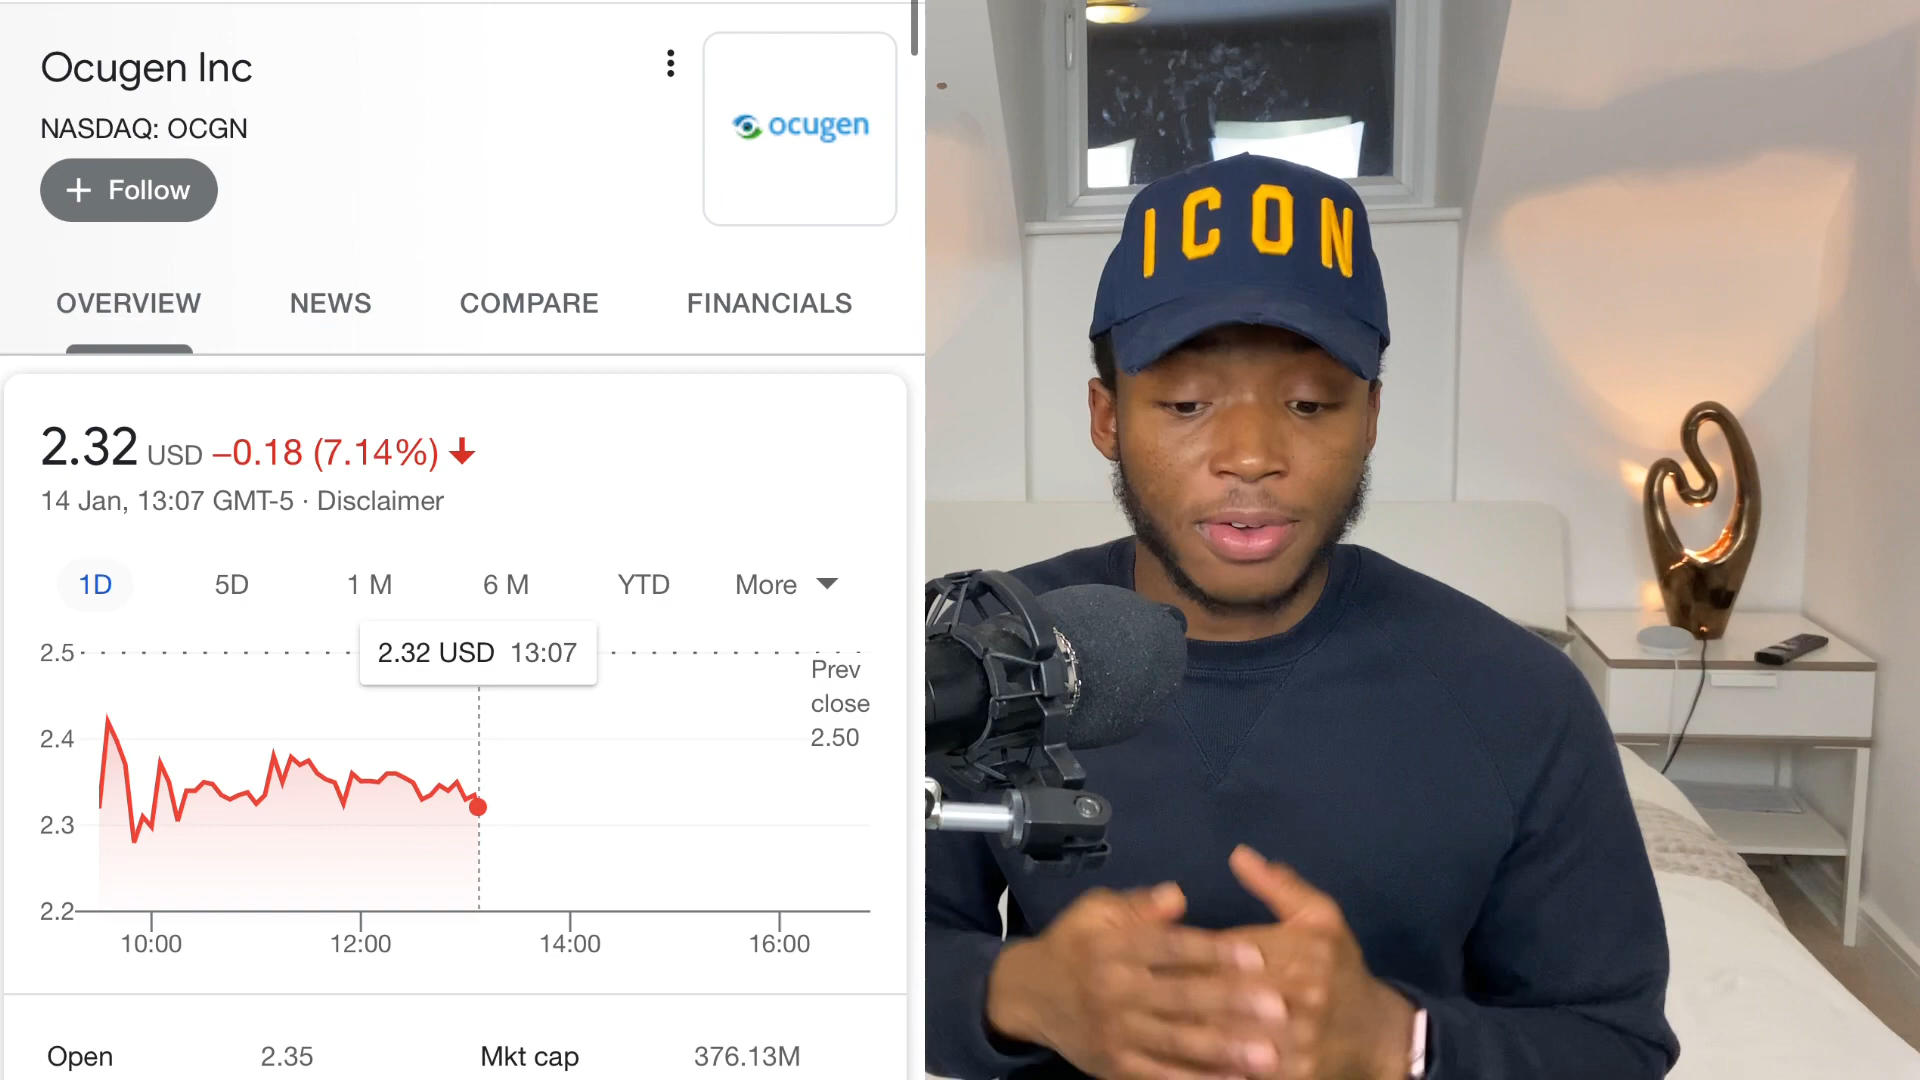 Ocugen Inc
NASDAQ: OCGN
+ Follow
ocugen
OVERVIEW NEWS COMPARE FINANCIALS
2.32 USD −0.18 (7.14%)
14 Jan, 13:07 GMT-5 · Disclaimer
1D 5D 1 M 6 M YTD More
2.32 USD 13:07
2.5
2.4
2.3
2.2
Prev
close
2.50
10:00 12:00 14:00 16:00
Open 2.35 Mkt cap 376.13M
ICON